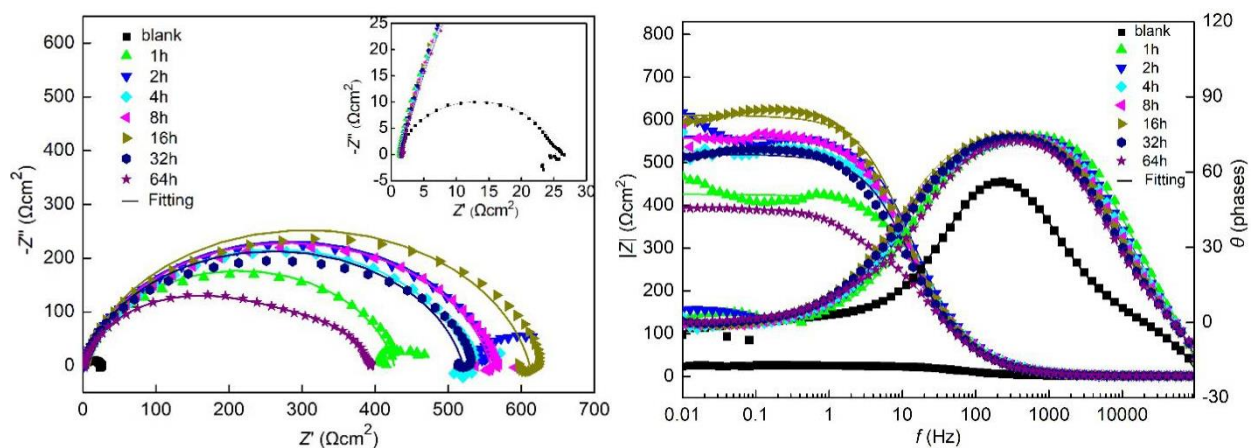 600
500
400
300
200
100
0
-Z'' (Ωcm2)
blank
1h
2h
4h
8h
16h
32h
64h
Fitting
25
20
15
10
5
0
-5
-Z'' (Ωcm2)
0 5 10 15 20 25 30
Z' (Ωcm2)
0 100 200 300 400 500 600 700
Z' (Ωcm2)
800
700
600
500
400
300
200
100
0
|Z| (Ωcm2)
blank
1h
2h
4h
8h
16h
32h
64h
Fitting
120
90
60
30
0
-30
θ (phases)
0.01 0.1 1 10 100 1000 10000
f (Hz)